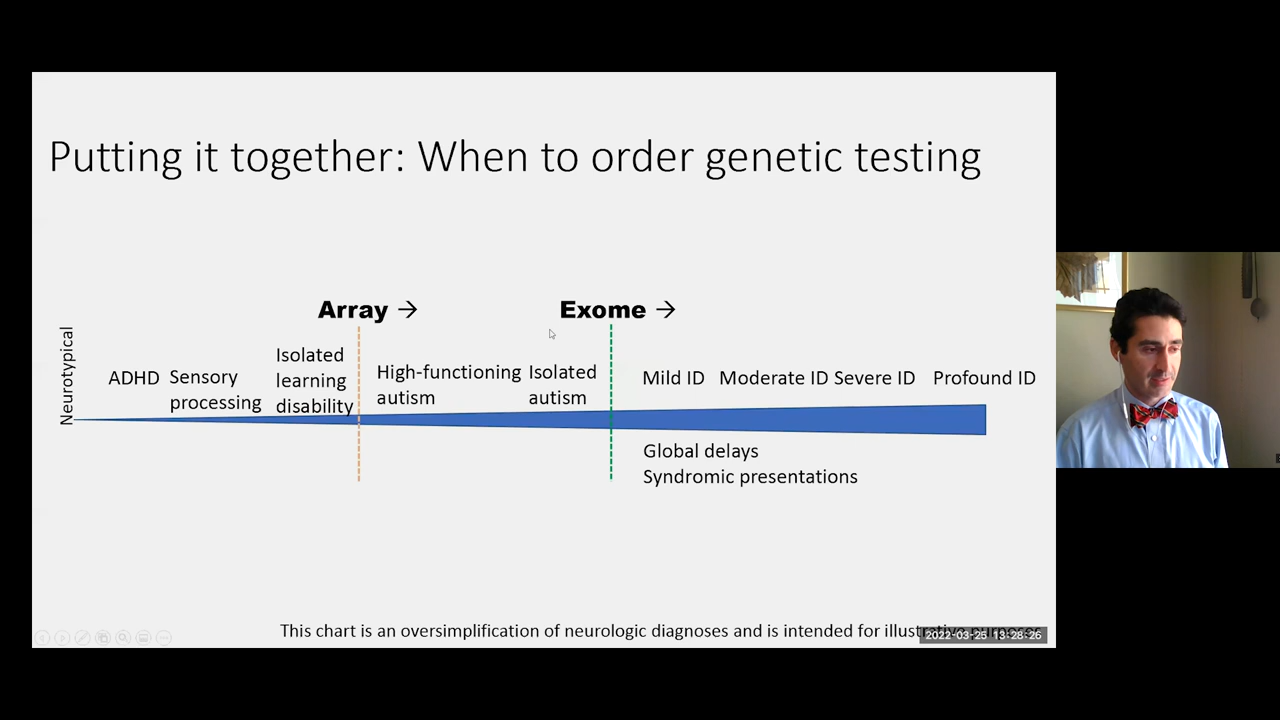 Putting it together: When to order genetic testing
Array →
Exome →
Neurotypical
ADHD
Sensory
processing
Isolated
learning
disability
High-functioning
autism
Isolated
autism
Mild ID
Moderate ID
Severe ID
Profound ID
Global delays
Syndromic presentations
This chart is an oversimplification of neurologic diagnoses and is intended for illustrative purposes
2022-03-25 13:28:26